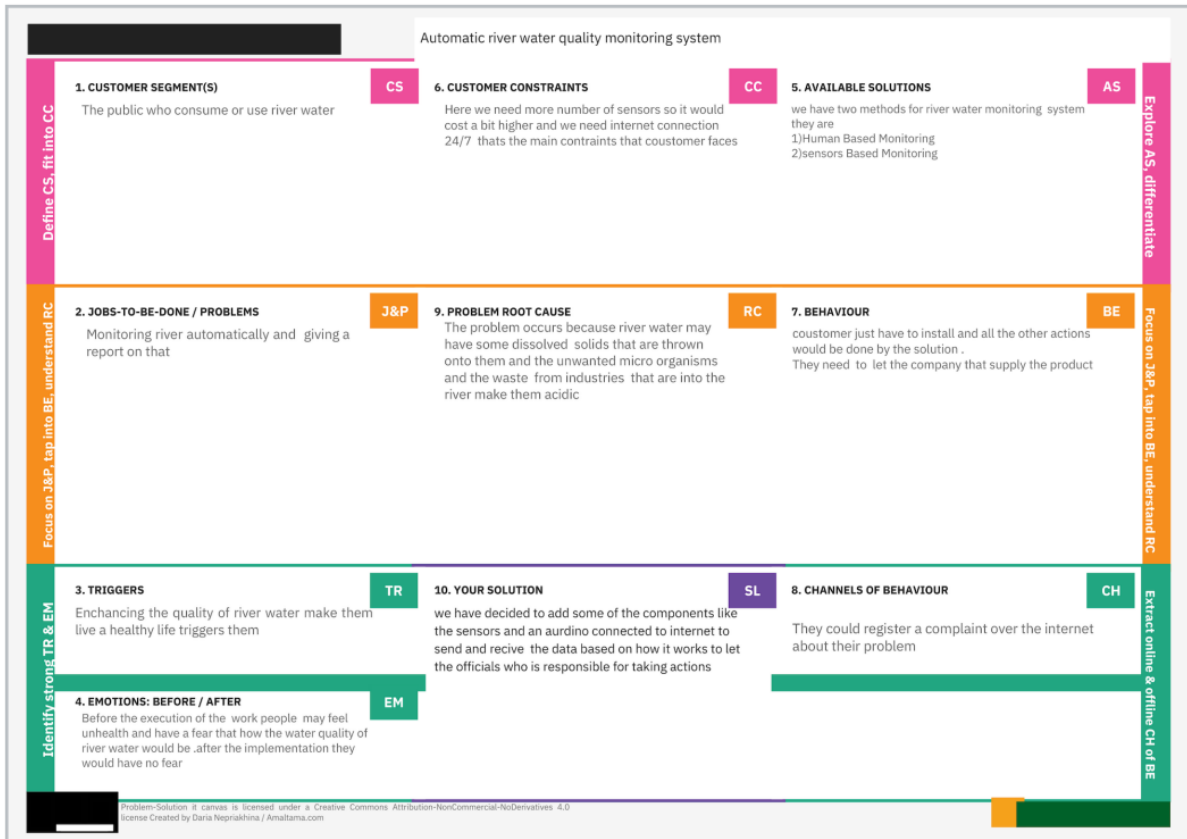 Automatic river water quality monitoring system
Define CS, fit into CC
1. CUSTOMER SEGMENT(S)
CS
The public who consume or use river water
6. CUSTOMER CONSTRAINTS
CC
Here we need more number of sensors so it would
cost a bit higher and we need internet connection
24/7 thats the main contraints that coustomer faces
5. AVAILABLE SOLUTIONS
AS
we have two methods for river water monitoring system
they are
1)Human Based Monitoring
2)sensors Based Monitoring
Explore AS, differentiate
Focus on J&P, tap into BE, understand RC
2. JOBS-TO-BE-DONE / PROBLEMS
J&P
Monitoring river automatically and giving a
report on that
9. PROBLEM ROOT CAUSE
RC
The problem occurs because river water may
have some dissolved solids that are thrown
onto them and the unwanted micro organisms
and the waste from industries that are into the
river make them acidic
7. BEHAVIOUR
BE
coustomer just have to install and all the other actions
would be done by the solution .
They need to let the company that supply the product
Focus on J&P, tap into BE, understand RC
Identify strong TR & EM
3. TRIGGERS
TR
Enchancing the quality of river water make them
live a healthy life triggers them
10. YOUR SOLUTION
SL
we have decided to add some of the components like
the sensors and an aurdino connected to internet to
send and recive the data based on how it works to let
the officials who is responsible for taking actions
8. CHANNELS OF BEHAVIOUR
CH
They could register a complaint over the internet
about their problem
Extract online & offline CH of BE
4. EMOTIONS: BEFORE / AFTER
EM
Before the execution of the work people may feel
unhealth and have a fear that how the water quality of
river water would be .after the implementation they
would have no fear
Problem-Solution it canvas is licensed under a Creative Commons Attribution-NonCommercial-NoDerivatives 4.0
license Created by Daria Nepriakhina / Amaltama.com